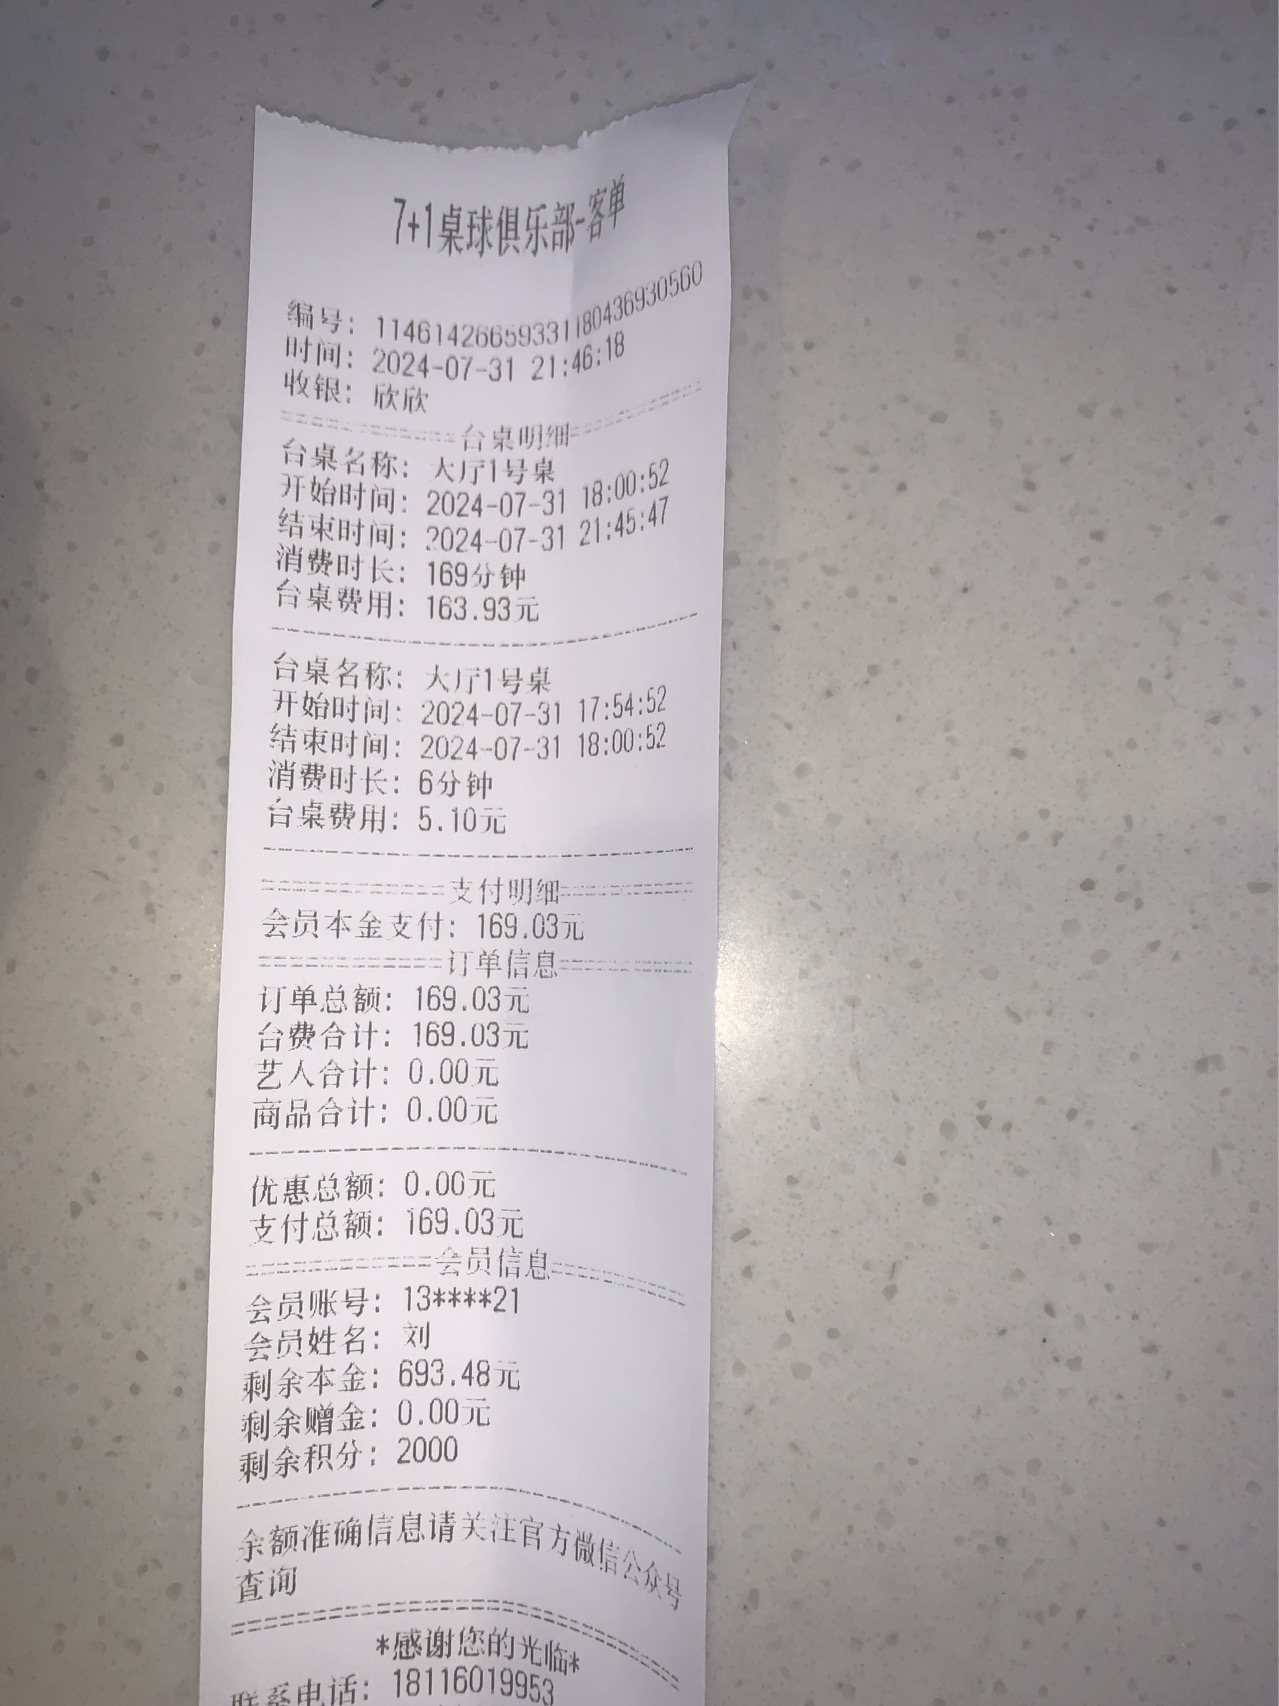 7+1桌球俱乐部-客单
编号: 11461426659331180436930560
时间: 2024-07-31 21:46:18
收银: 欣欣
============台桌明细============
台桌名称: 大厅1号桌
开始时间: 2024-07-31 18:00:52
结束时间: 2024-07-31 21:45:47
消费时长: 169分钟
台桌费用: 163.93元
台桌名称: 大厅1号桌
开始时间: 2024-07-31 17:54:52
结束时间: 2024-07-31 18:00:52
消费时长: 6分钟
台桌费用: 5.10元
============支付明细============
会员本金支付: 169.03元
============订单信息============
订单总额: 169.03元
台费合计: 169.03元
艺人合计: 0.00元
商品合计: 0.00元
优惠总额: 0.00元
支付总额: 169.03元
============会员信息============
会员账号: 13****21
会员姓名: 刘
剩余本金: 693.48元
剩余赠金: 0.00元
剩余积分: 2000
余额准确信息请关注官方微信公众号
查询
*感谢您的光临*
联系电话: 18116019953